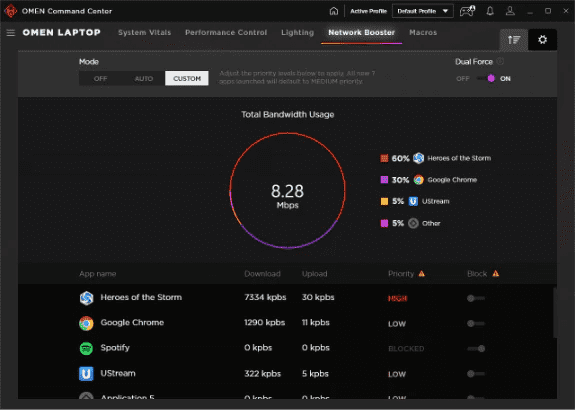 OMEN Command Center
Active Profile
Default Profile
OMEN LAPTOP
System Vitals
Performance Control
Lighting
Network Booster
Macros
Mode
Dual Force
OFF
AUTO
CUSTOM
Adjust the priority levels below to apply. All new
apps launched will default to MEDIUM priority.
OFF
ON
Total Bandwidth Usage
8.28
Mbps
60% Heroes of the Storm
30% Google Chrome
5% UStream
5% Other
App name Download Upload Priority Block
Heroes of the Storm 7334 kpbs 30 kpbs HIGH
Google Chrome 1290 kpbs 11 kpbs LOW
Spotify 0 kpbs 0 kpbs BLOCKED
UStream 322 kpbs 5 kpbs LOW
Application 5 0 kpbs 0 kpbs LOW